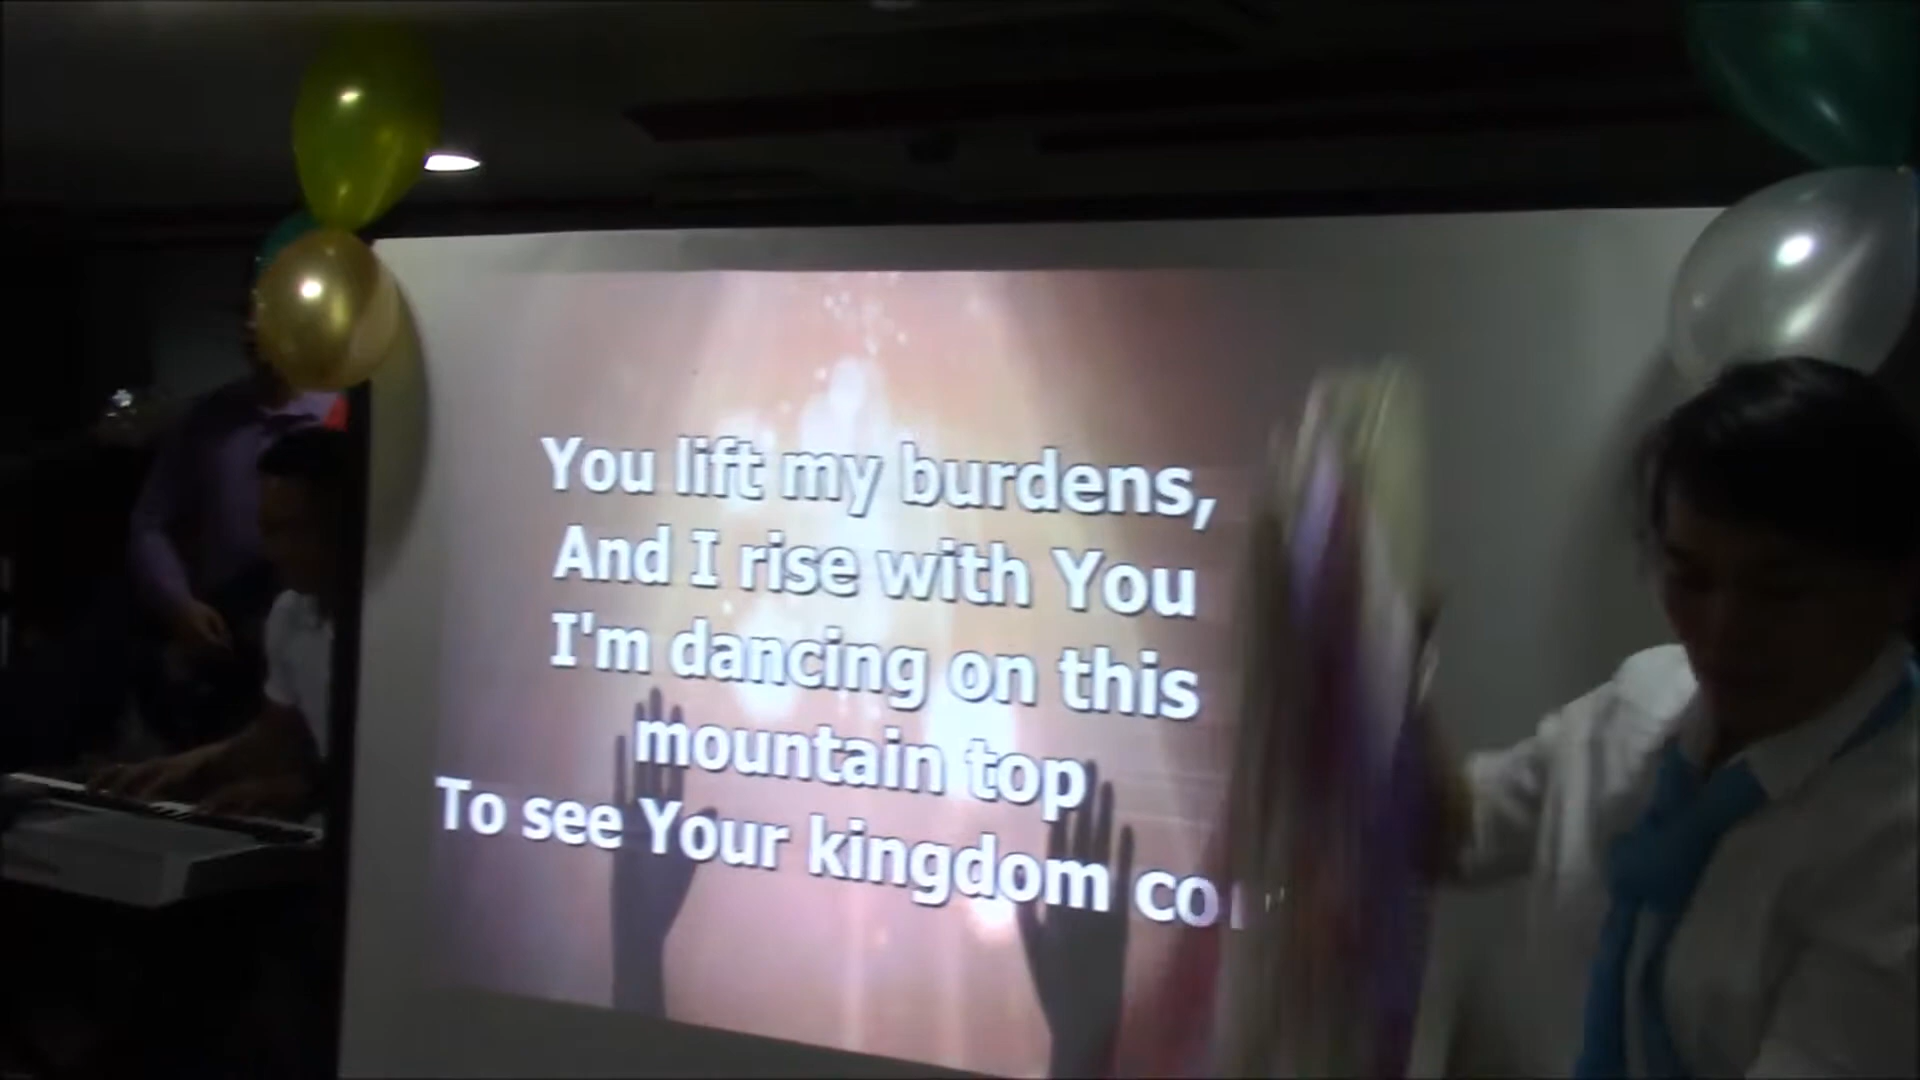 You lift my burdens,
And I rise with You
I'm dancing on this
mountain top
To see Your kingdom